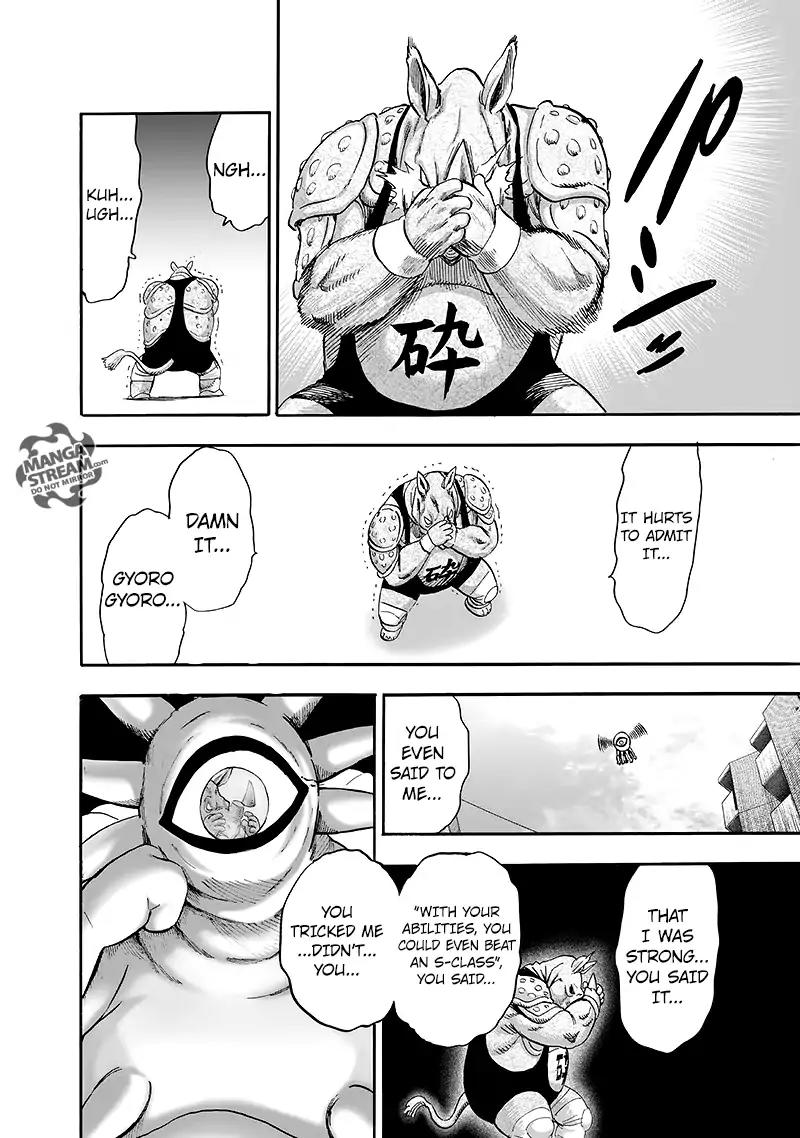 砕
NGH...
KUH...
UGH...
IT HURTS
TO ADMIT
IT...
砕
DAMN
IT...
GYORO
GYORO...
MANGA
STREAM.com
DO NOT MIRROR
YOU
EVEN
SAID TO
ME...
THAT
I WAS
STRONG...
YOU SAID
IT...
"WITH YOUR
ABILITIES, YOU
COULD EVEN BEAT
AN S-CLASS",
YOU SAID...
YOU
TRICKED ME
...DIDN'T...
YOU...
砕